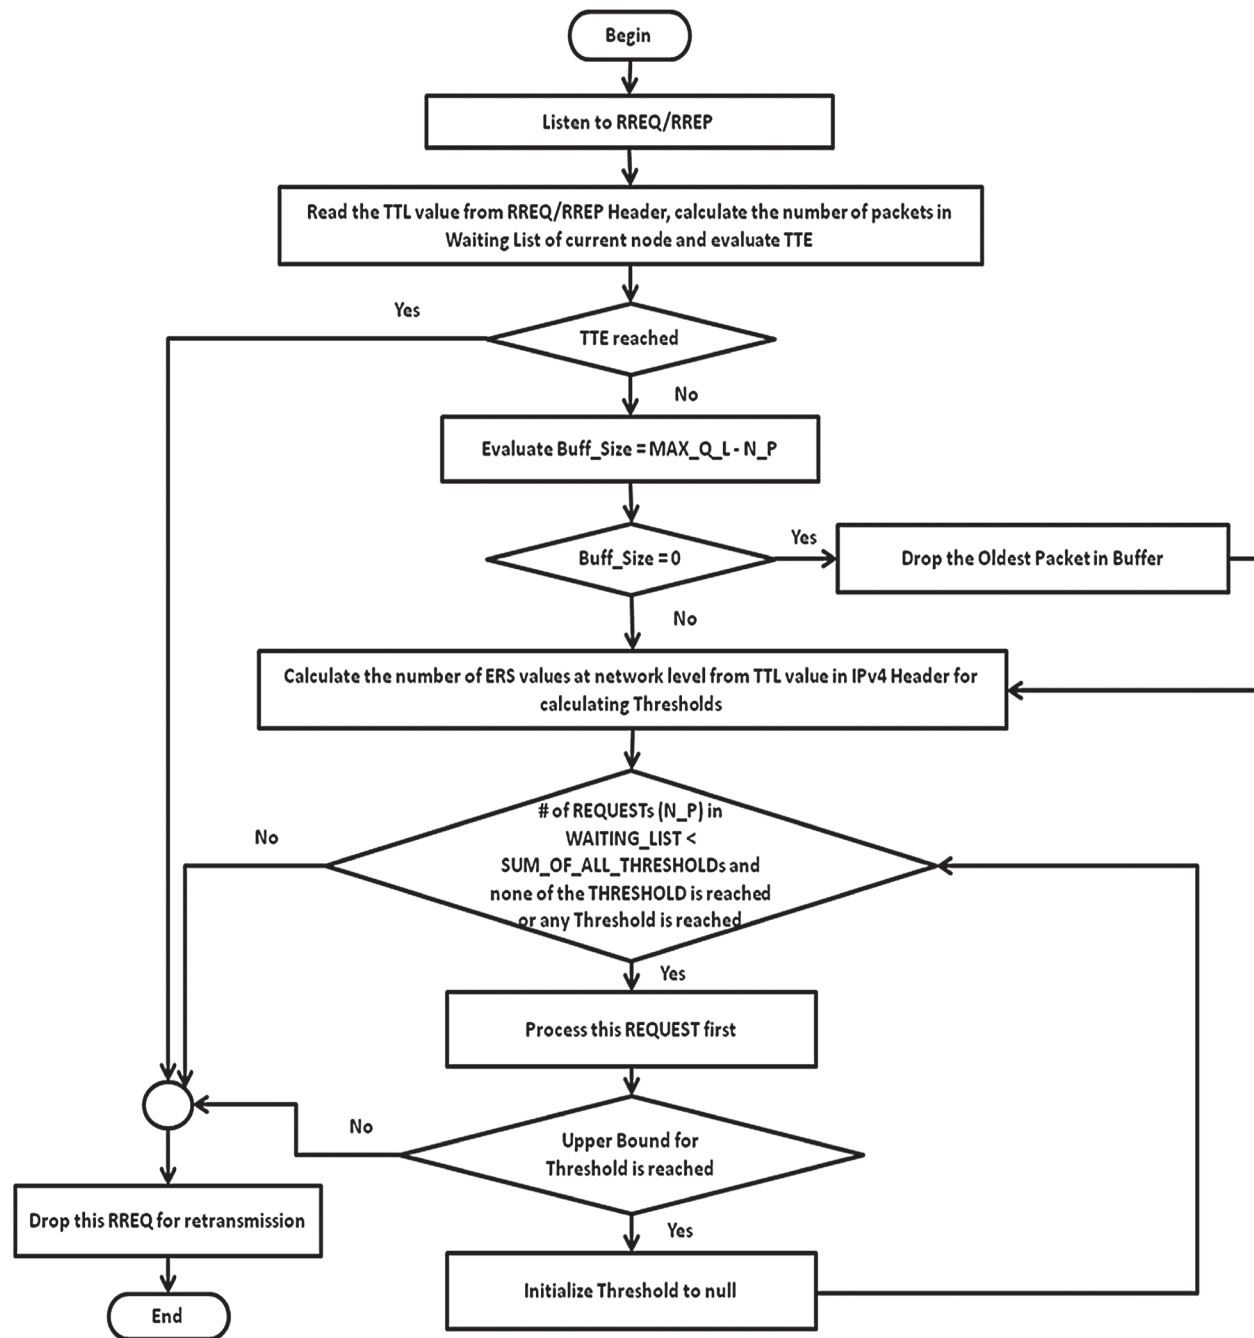 Begin
Listen to RREQ/RREP
Read the TTL value from RREQ/RREP Header, calculate the number of packets in
Waiting List of current node and evaluate TTE
Yes
TTE reached
No
Evaluate Buff_Size = MAX_Q_L - N_P
Buff_Size = 0
Yes
Drop the Oldest Packet in Buffer
No
Calculate the number of ERS values at network level from TTL value in IPv4 Header for
calculating Thresholds
# of REQUESTs (N_P) in
WAITING_LIST <
SUM_OF_ALL_THRESHOLDs and
none of the THRESHOLD is reached
or any Threshold is reached
No
Yes
Process this REQUEST first
Upper Bound for
Threshold is reached
No
Yes
Drop this RREQ for retransmission
Initialize Threshold to null
End